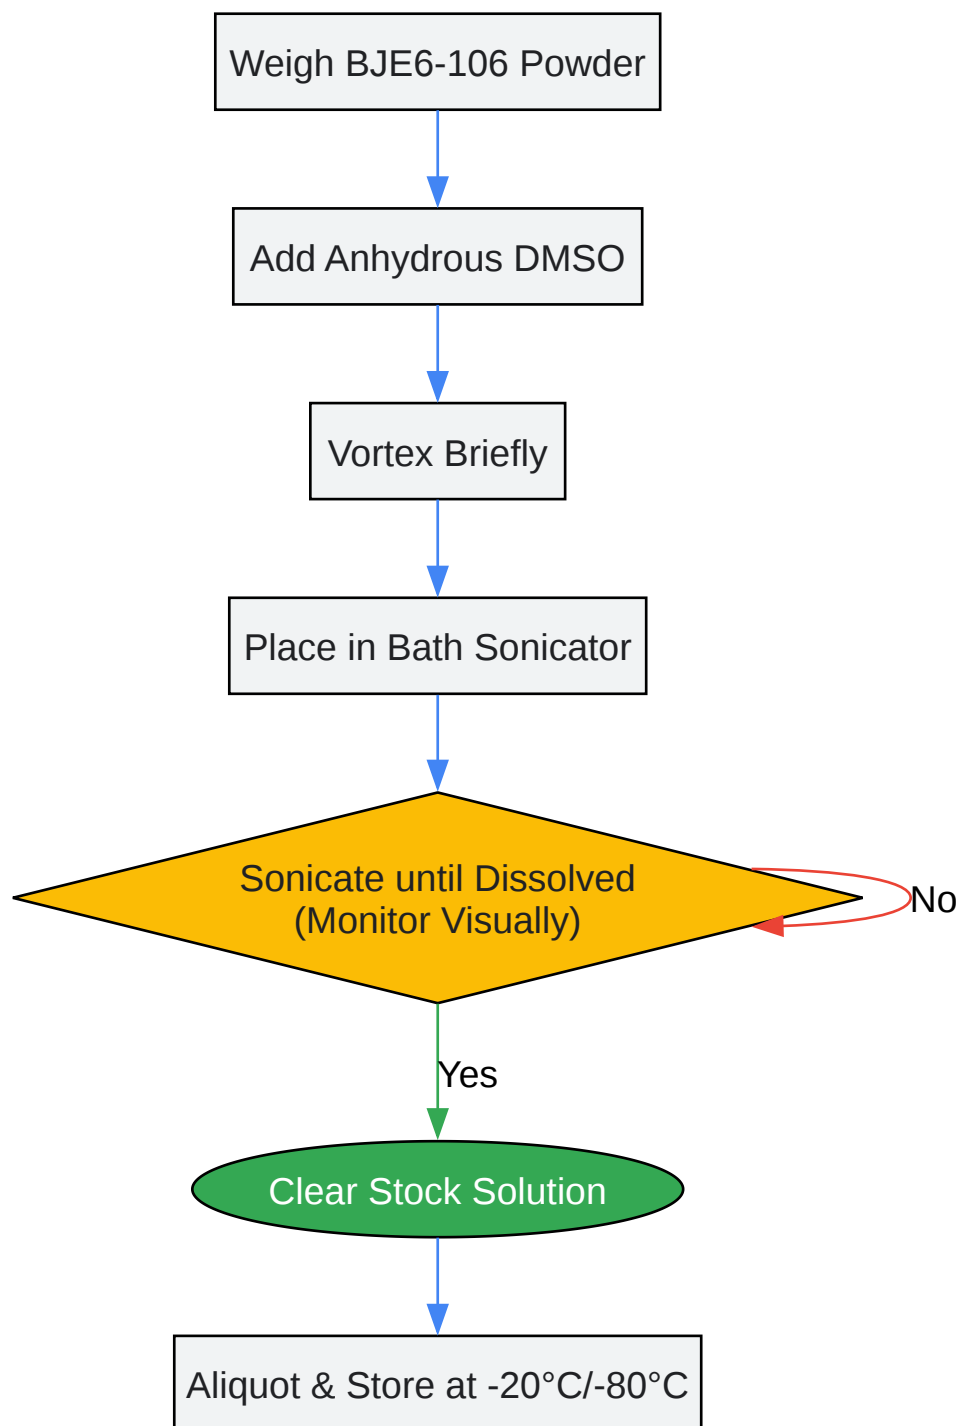 Weigh BJE6-106 Powder
Add Anhydrous DMSO
Vortex Briefly
Place in Bath Sonicator
Sonicate until Dissolved
(Monitor Visually)
No
Yes
Clear Stock Solution
Aliquot & Store at -20°C/-80°C